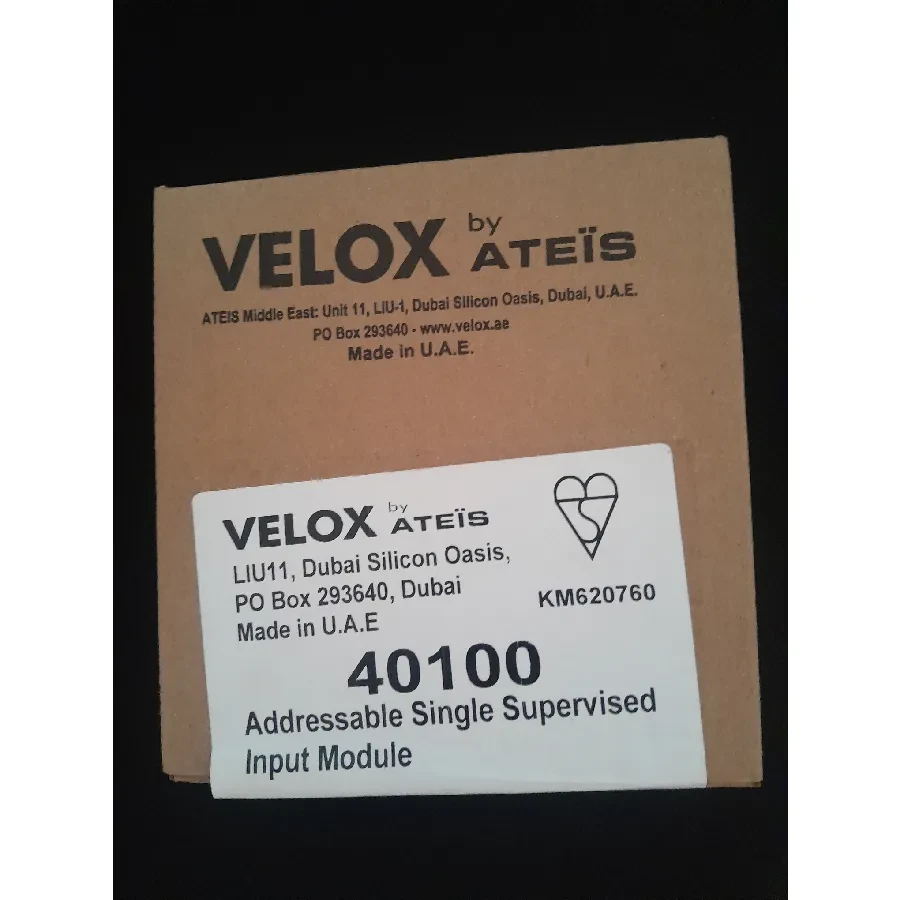 VELOX by ATEÏS
ATEIS Middle East: Unit 11, LIU-1, Dubai Silicon Oasis, Dubai, U.A.E.
PO Box 293640 - www.velox.ae
Made in U.A.E.
VELOX by ATEÏS
LIU11, Dubai Silicon Oasis,
PO Box 293640, Dubai
Made in U.A.E
KM620760
40100
Addressable Single Supervised
Input Module